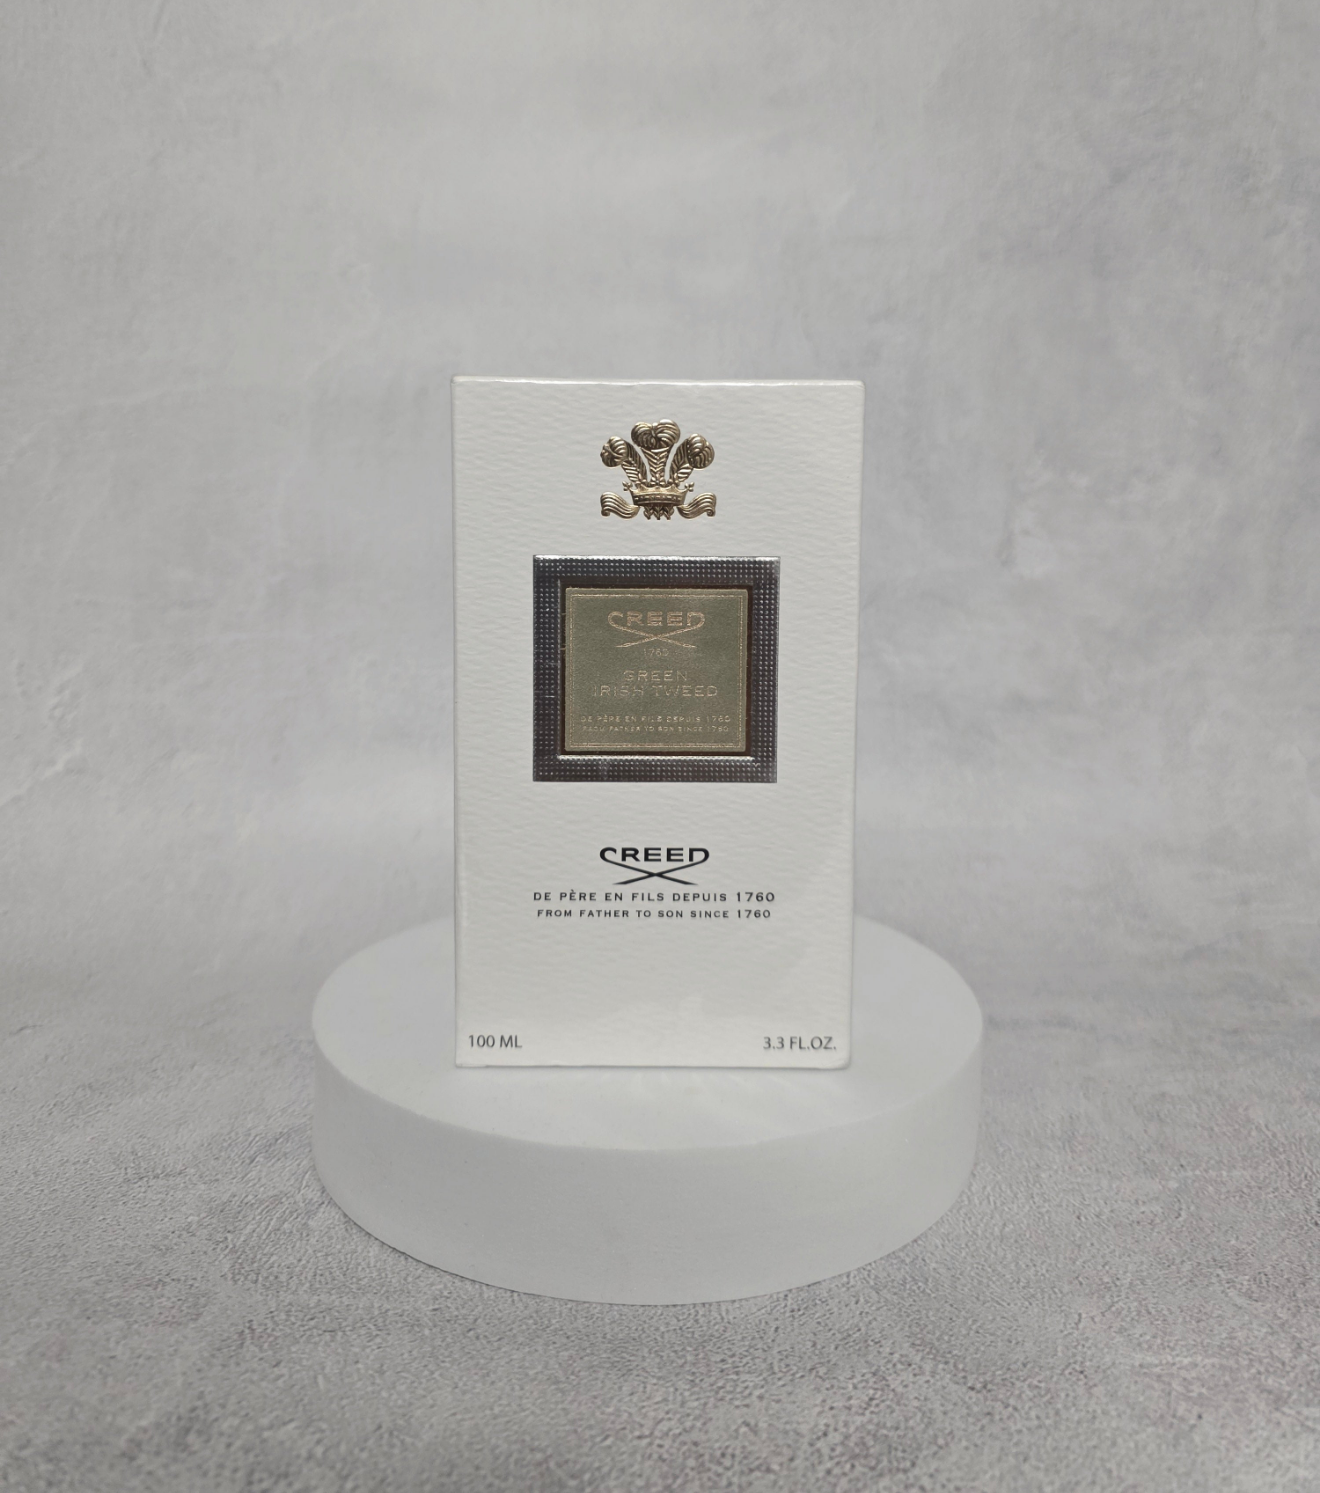 CREED
1760
GREEN
IRISH TWEED
DE PÈRE EN FILS DEPUIS 1760
FROM FATHER TO SON SINCE 1760
CREED
DE PÈRE EN FILS DEPUIS 1760
FROM FATHER TO SON SINCE 1760
100 ML
3.3 FL.OZ.